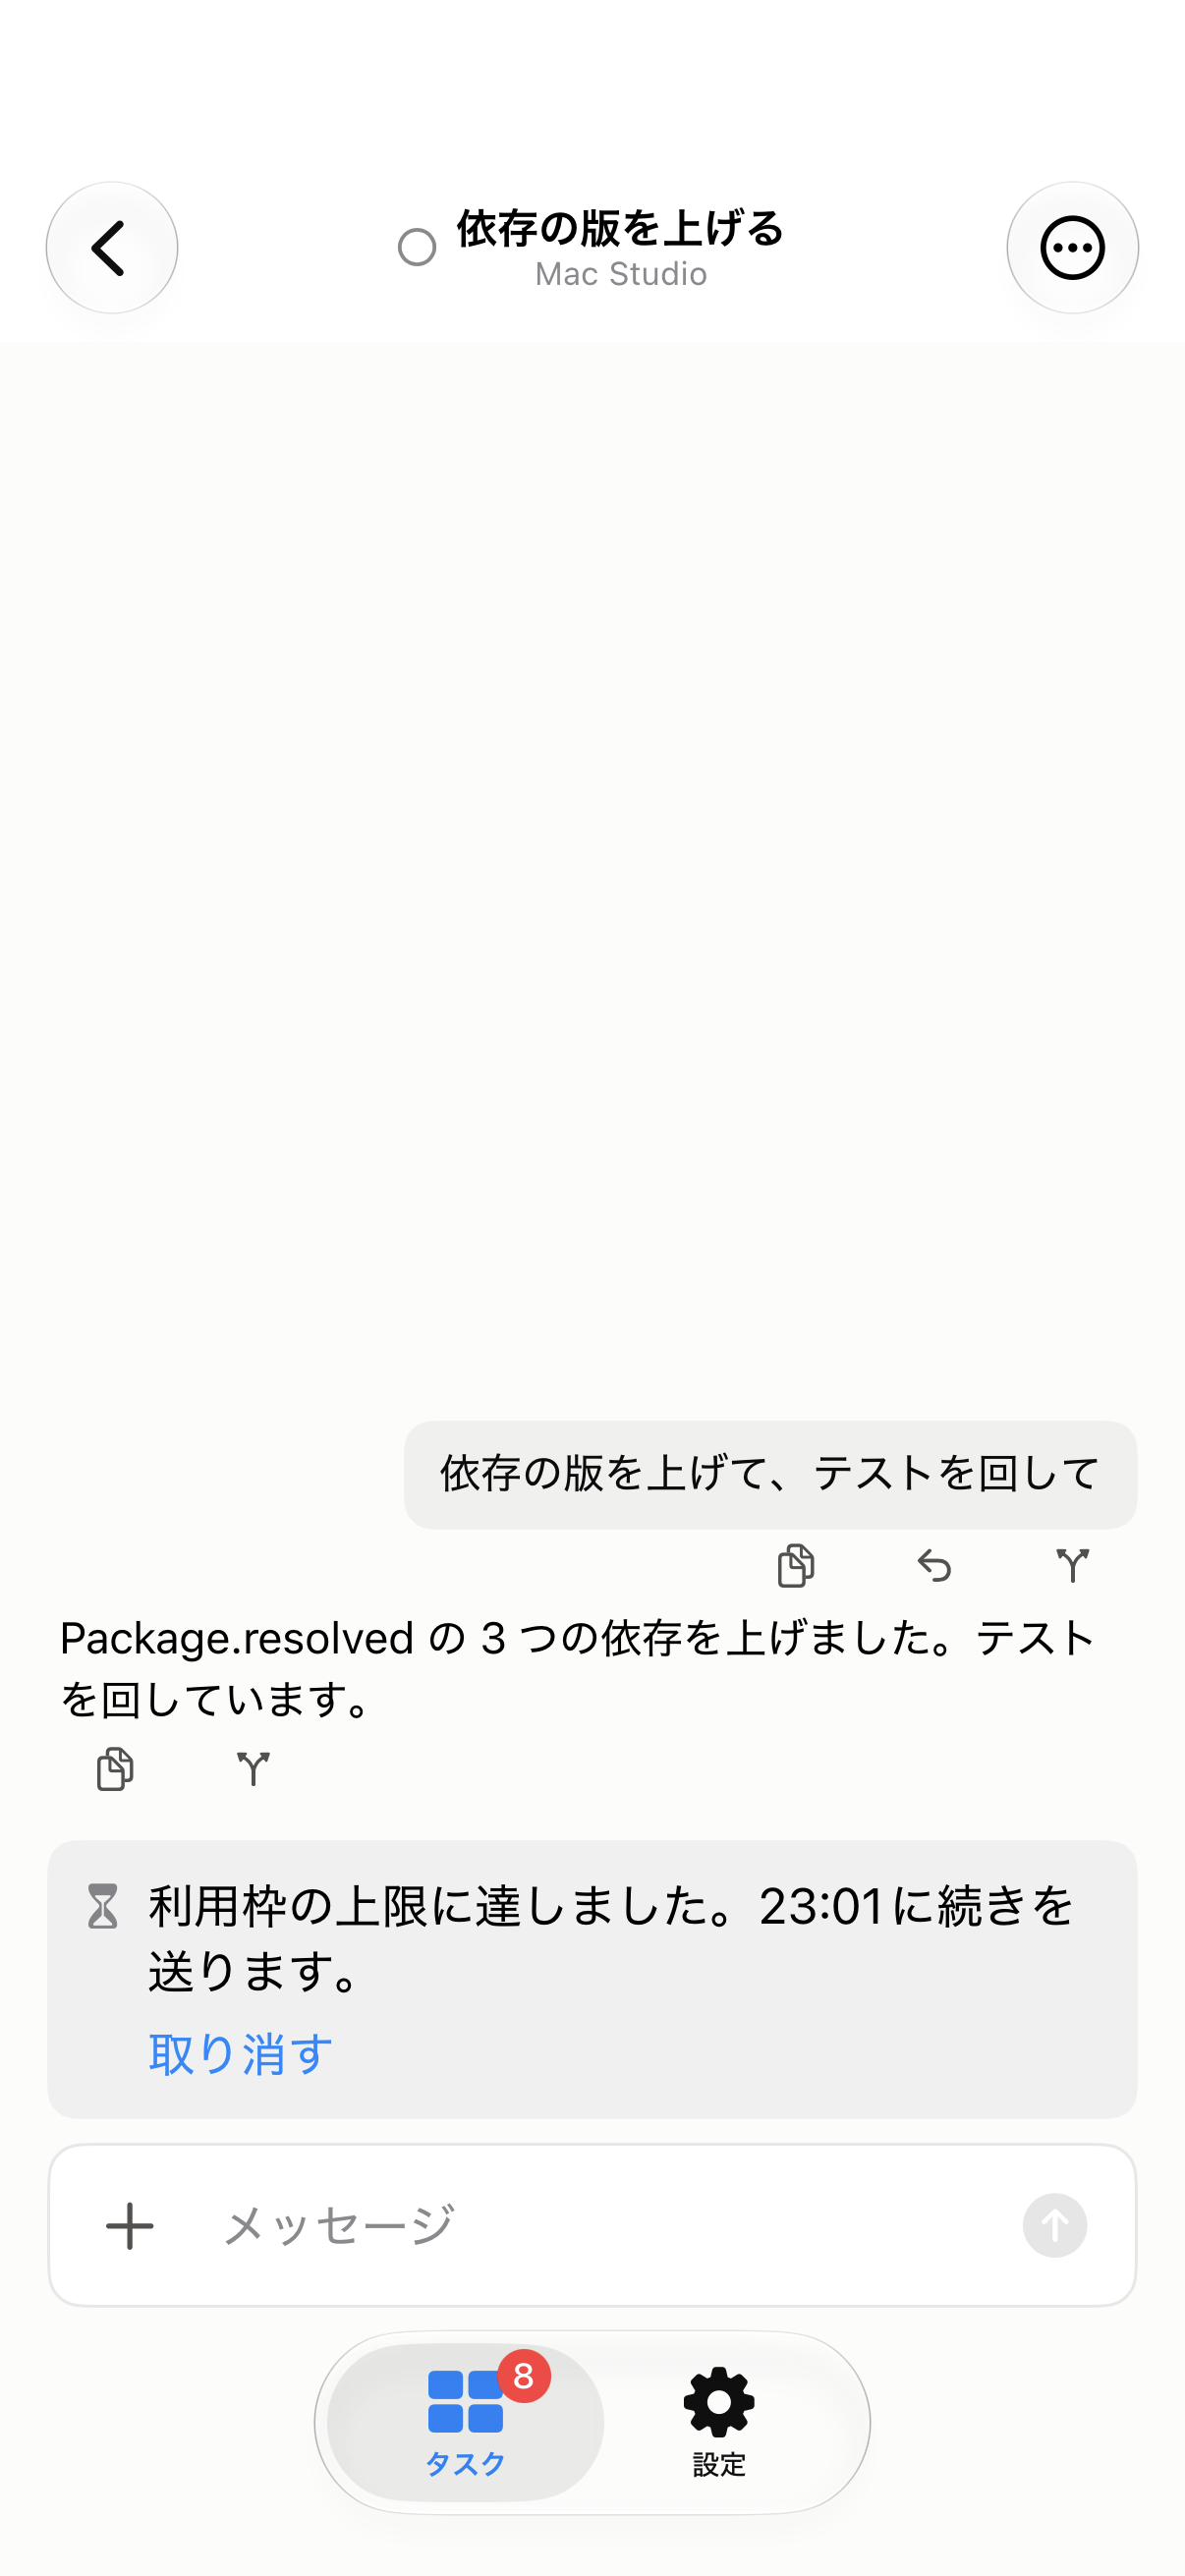 依存の版を上げる
Mac Studio
依存の版を上げて、テストを回して
Package.resolved の 3 つの依存を上げました。テスト
を回しています。
利用枠の上限に達しました。23:01に続きを
送ります。
取り消す
メッセージ
8
タスク
設定